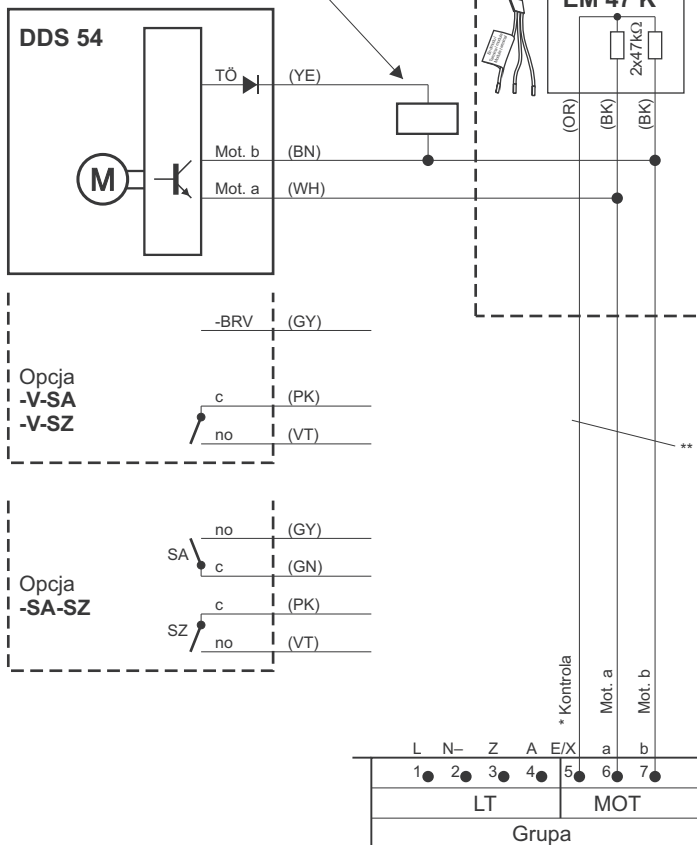 DDS 54
EM 47 K
2x47kΩ
TÖ
(YE)
M
Mot. b
(BN)
Mot. a
(WH)
(OR)
(BK)
(BK)
-BRV
(GY)
Opcja
-V-SA
-V-SZ
c
(PK)
no
(VT)
**
Opcja
-SA-SZ
SA
no
(GY)
c
(GN)
SZ
c
(PK)
no
(VT)
* Kontrola
Mot. a
Mot. b
L N– Z A E/X a b
1 2 3 4 5 6 7
LT MOT
Grupa